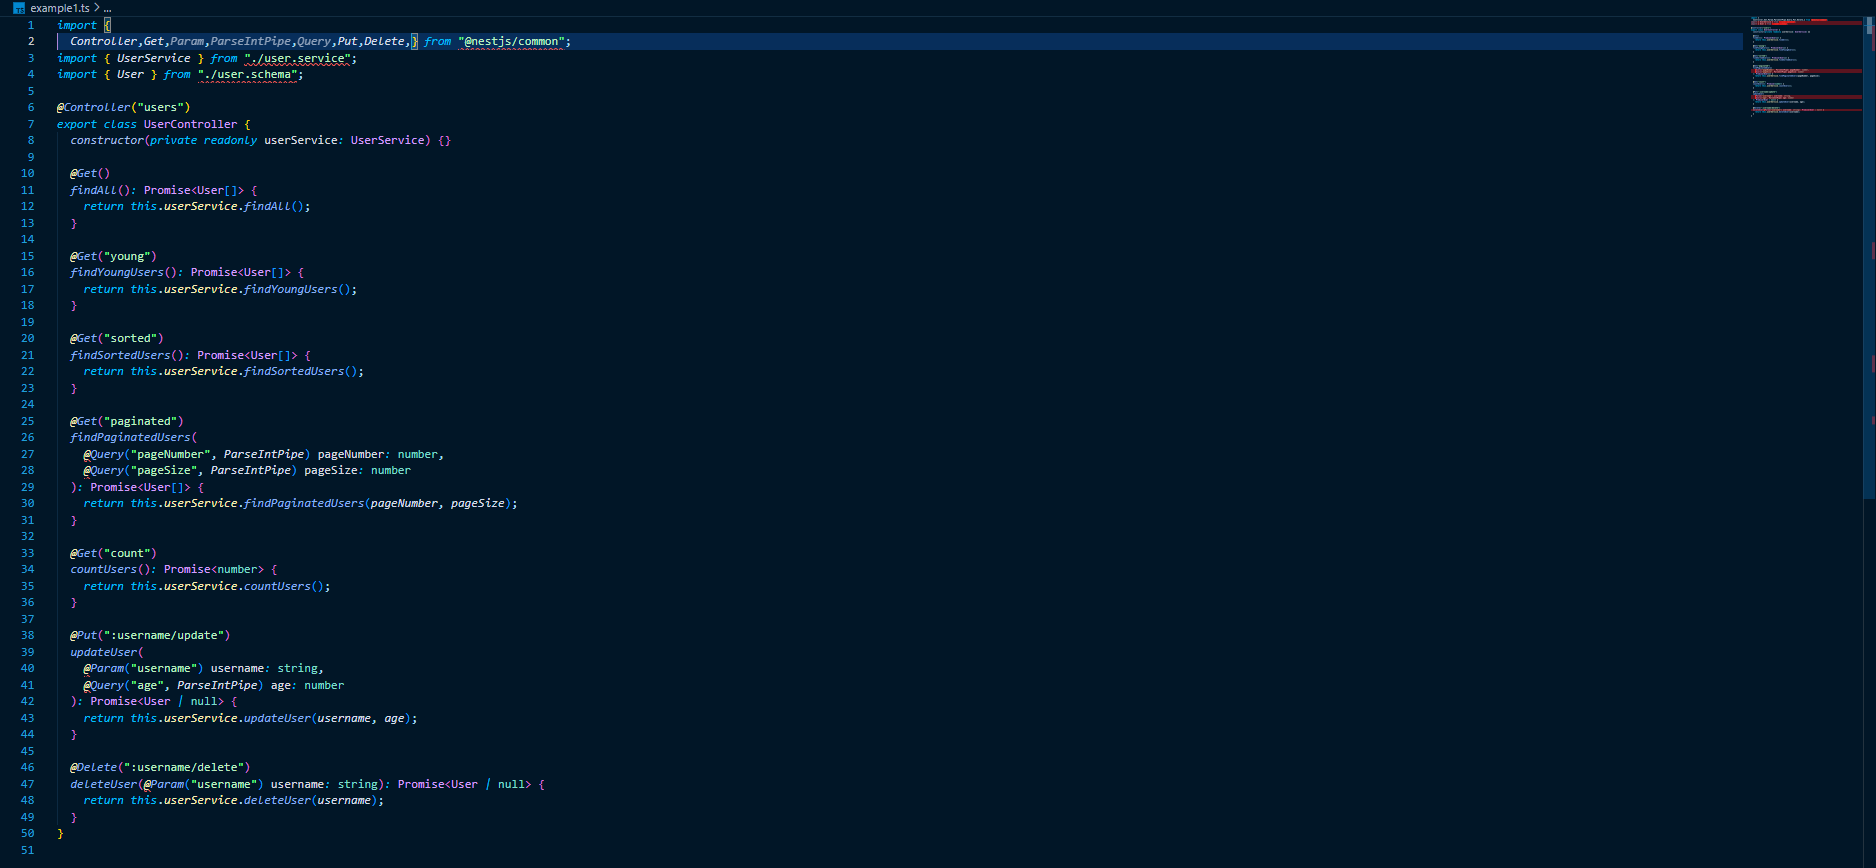 TS example1.ts > ...
1 import {
2   Controller,Get,Param,ParseIntPipe,Query,Put,Delete,} from "@nestjs/common";
3 import { UserService } from "./user.service";
4 import { User } from "./user.schema";
5
6 @Controller("users")
7 export class UserController {
8   constructor(private readonly userService: UserService) {}
9
10   @Get()
11   findAll(): Promise<User[]> {
12     return this.userService.findAll();
13   }
14
15   @Get("young")
16   findYoungUsers(): Promise<User[]> {
17     return this.userService.findYoungUsers();
18   }
19
20   @Get("sorted")
21   findSortedUsers(): Promise<User[]> {
22     return this.userService.findSortedUsers();
23   }
24
25   @Get("paginated")
26   findPaginatedUsers(
27     @Query("pageNumber", ParseIntPipe) pageNumber: number,
28     @Query("pageSize", ParseIntPipe) pageSize: number
29   ): Promise<User[]> {
30     return this.userService.findPaginatedUsers(pageNumber, pageSize);
31   }
32
33   @Get("count")
34   countUsers(): Promise<number> {
35     return this.userService.countUsers();
36   }
37
38   @Put(":username/update")
39   updateUser(
40     @Param("username") username: string,
41     @Query("age", ParseIntPipe) age: number
42   ): Promise<User | null> {
43     return this.userService.updateUser(username, age);
44   }
45
46   @Delete(":username/delete")
47   deleteUser(@Param("username") username: string): Promise<User | null> {
48     return this.userService.deleteUser(username);
49   }
50 }
51